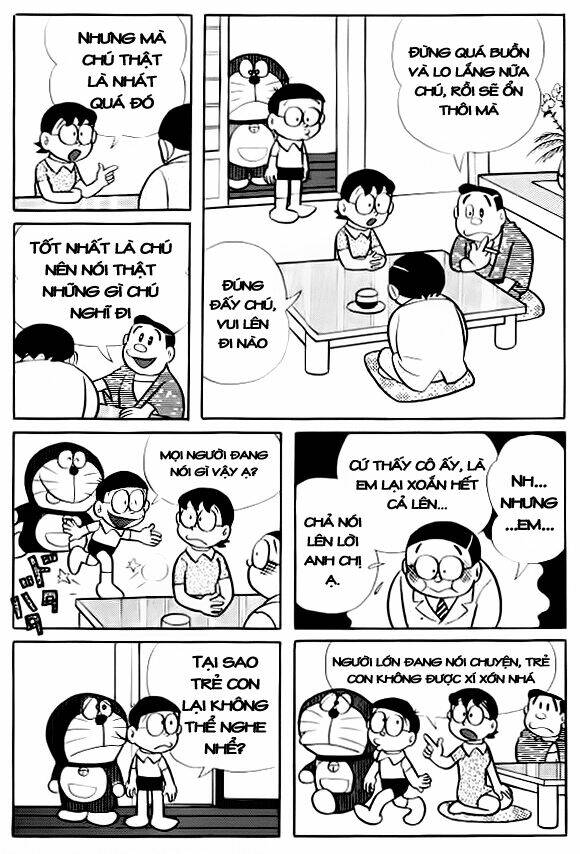 ĐỪNG QUÁ BUỒN
VÀ LO LẮNG NỮA
CHÚ, RỒI SẼ ỔN
THÔI MÀ
ĐÚNG
ĐẤY CHÚ,
VUI LÊN
ĐI NÀO
NHƯNG MÀ
CHÚ THẬT
LÀ NHÁT
QUÁ ĐÓ
TỐT NHẤT LÀ CHÚ
NÊN NÓI THẬT
NHỮNG GÌ CHÚ
NGHĨ ĐI
NH...
NHƯNG
...EM...
CỨ THẤY CÔ ẤY, LÀ
EM LẠI XOẮN HẾT
CẢ LÊN...
CHẢ NÓI
LÊN LỜI
ANH CHỊ
Ạ.
MỌI NGƯỜI ĐANG
NÓI GÌ VẬY Ạ?
NGƯỜI LỚN ĐANG NÓI CHUYỆN, TRẺ
CON KHÔNG ĐƯỢC XÍ XỚN NHÁ
TẠI SAO
TRẺ CON
LẠI KHÔNG
THỂ NGHE
NHỂ?